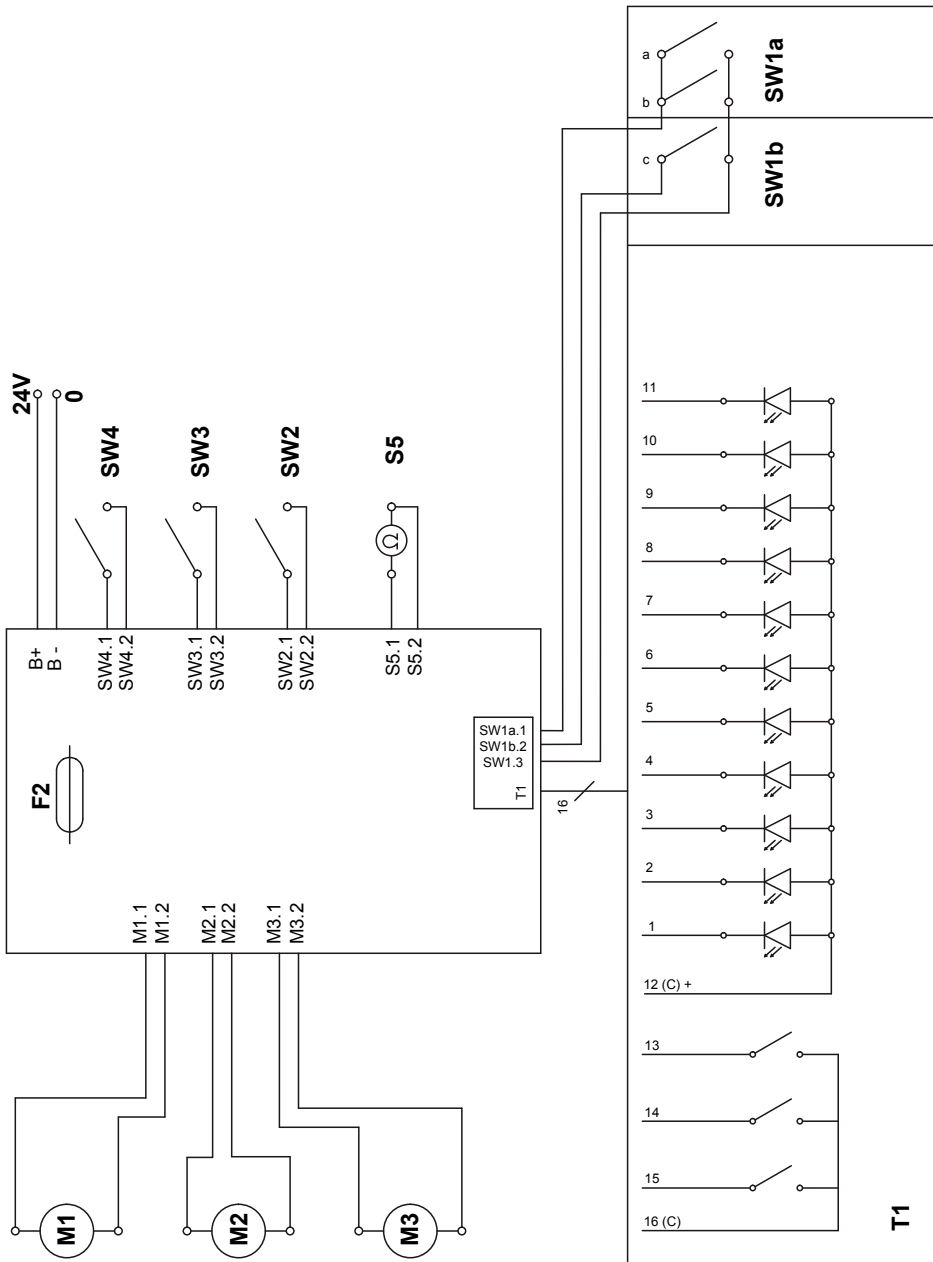 a
b
SW1a
c
SW1b
24V
0
SW4
SW3
SW2
S5
B+
B -
SW4.1
SW4.2
SW3.1
SW3.2
SW2.1
SW2.2
S5.1
S5.2
Ω
F2
SW1a.1
SW1b.2
SW1.3
T1
16
M1.1
M1.2
M2.1
M2.2
M3.1
M3.2
M1
M2
M3
11
10
9
8
7
6
5
4
3
2
1
12 (C) +
13
14
15
16 (C)
T1